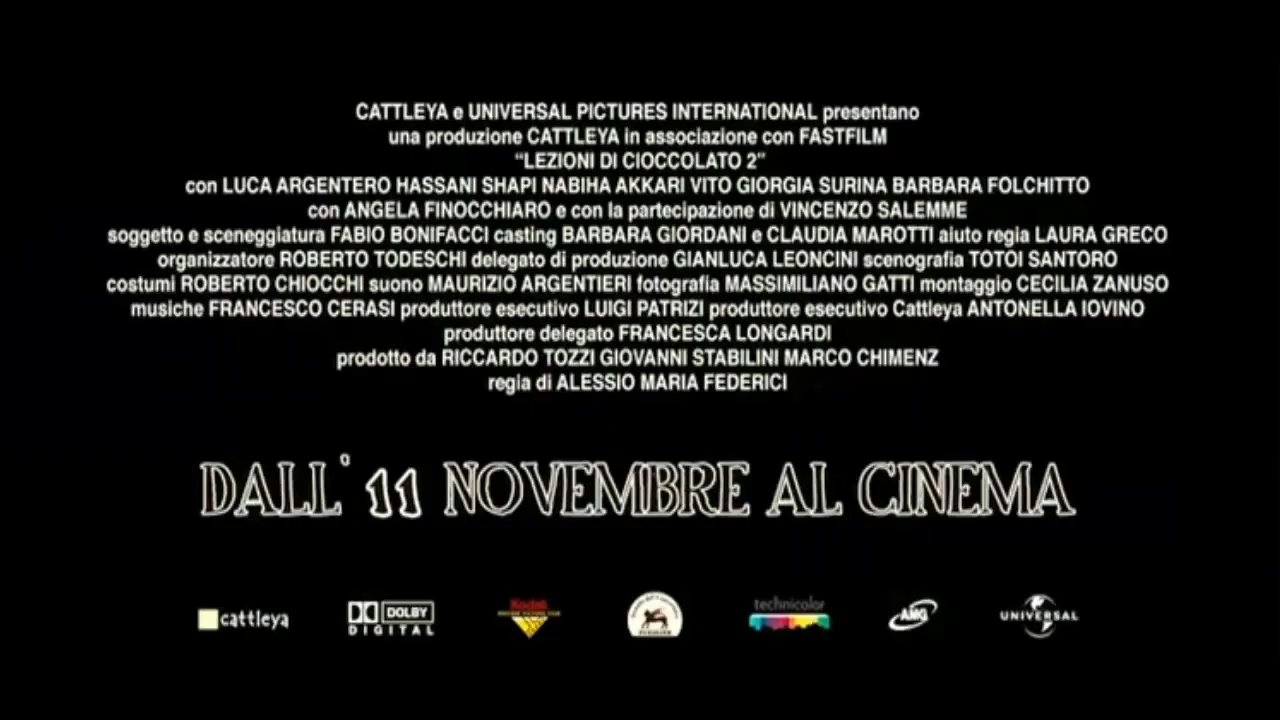 CATTLEYA e UNIVERSAL PICTURES INTERNATIONAL presentano
una produzione CATTLEYA in associazione con FASTFILM
“LEZIONI DI CIOCCOLATO 2”
con LUCA ARGENTERO HASSANI SHAPI NABIHA AKKARI VITO GIORGIA SURINA BARBARA FOLCHITTO
con ANGELA FINOCCHIARO e con la partecipazione di VINCENZO SALEMME
soggetto e sceneggiatura FABIO BONIFACCI casting BARBARA GIORDANI e CLAUDIA MAROTTI aiuto regia LAURA GRECO
organizzatore ROBERTO TODESCHI delegato di produzione GIANLUCA LEONCINI scenografia TOTOI SANTORO
costumi ROBERTO CHIOCCHI suono MAURIZIO ARGENTIERI fotografia MASSIMILIANO GATTI montaggio CECILIA ZANUSO
musiche FRANCESCO CERASI produttore esecutivo LUIGI PATRIZI produttore esecutivo Cattleya ANTONELLA IOVINO
produttore delegato FRANCESCA LONGARDI
prodotto da RICCARDO TOZZI GIOVANNI STABILINI MARCO CHIMENZ
regia di ALESSIO MARIA FEDERICI
DALL' 11 NOVEMBRE AL CINEMA
cattleya
DOLBY
DIGITAL
Kodak
technicolor
UNIVERSAL